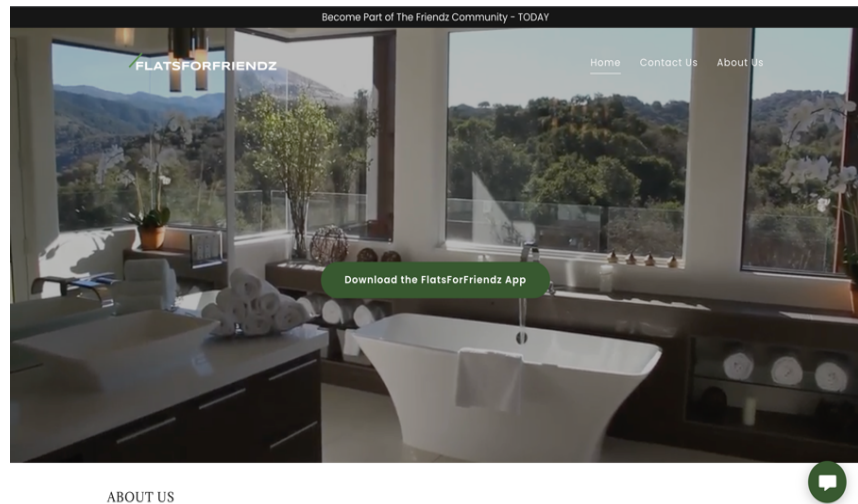 Become Part of The Friendz Community - TODAY
FLATSFORFRIENDZ
Home Contact Us About Us
Download the FlatsForFriendz App
ABOUT US